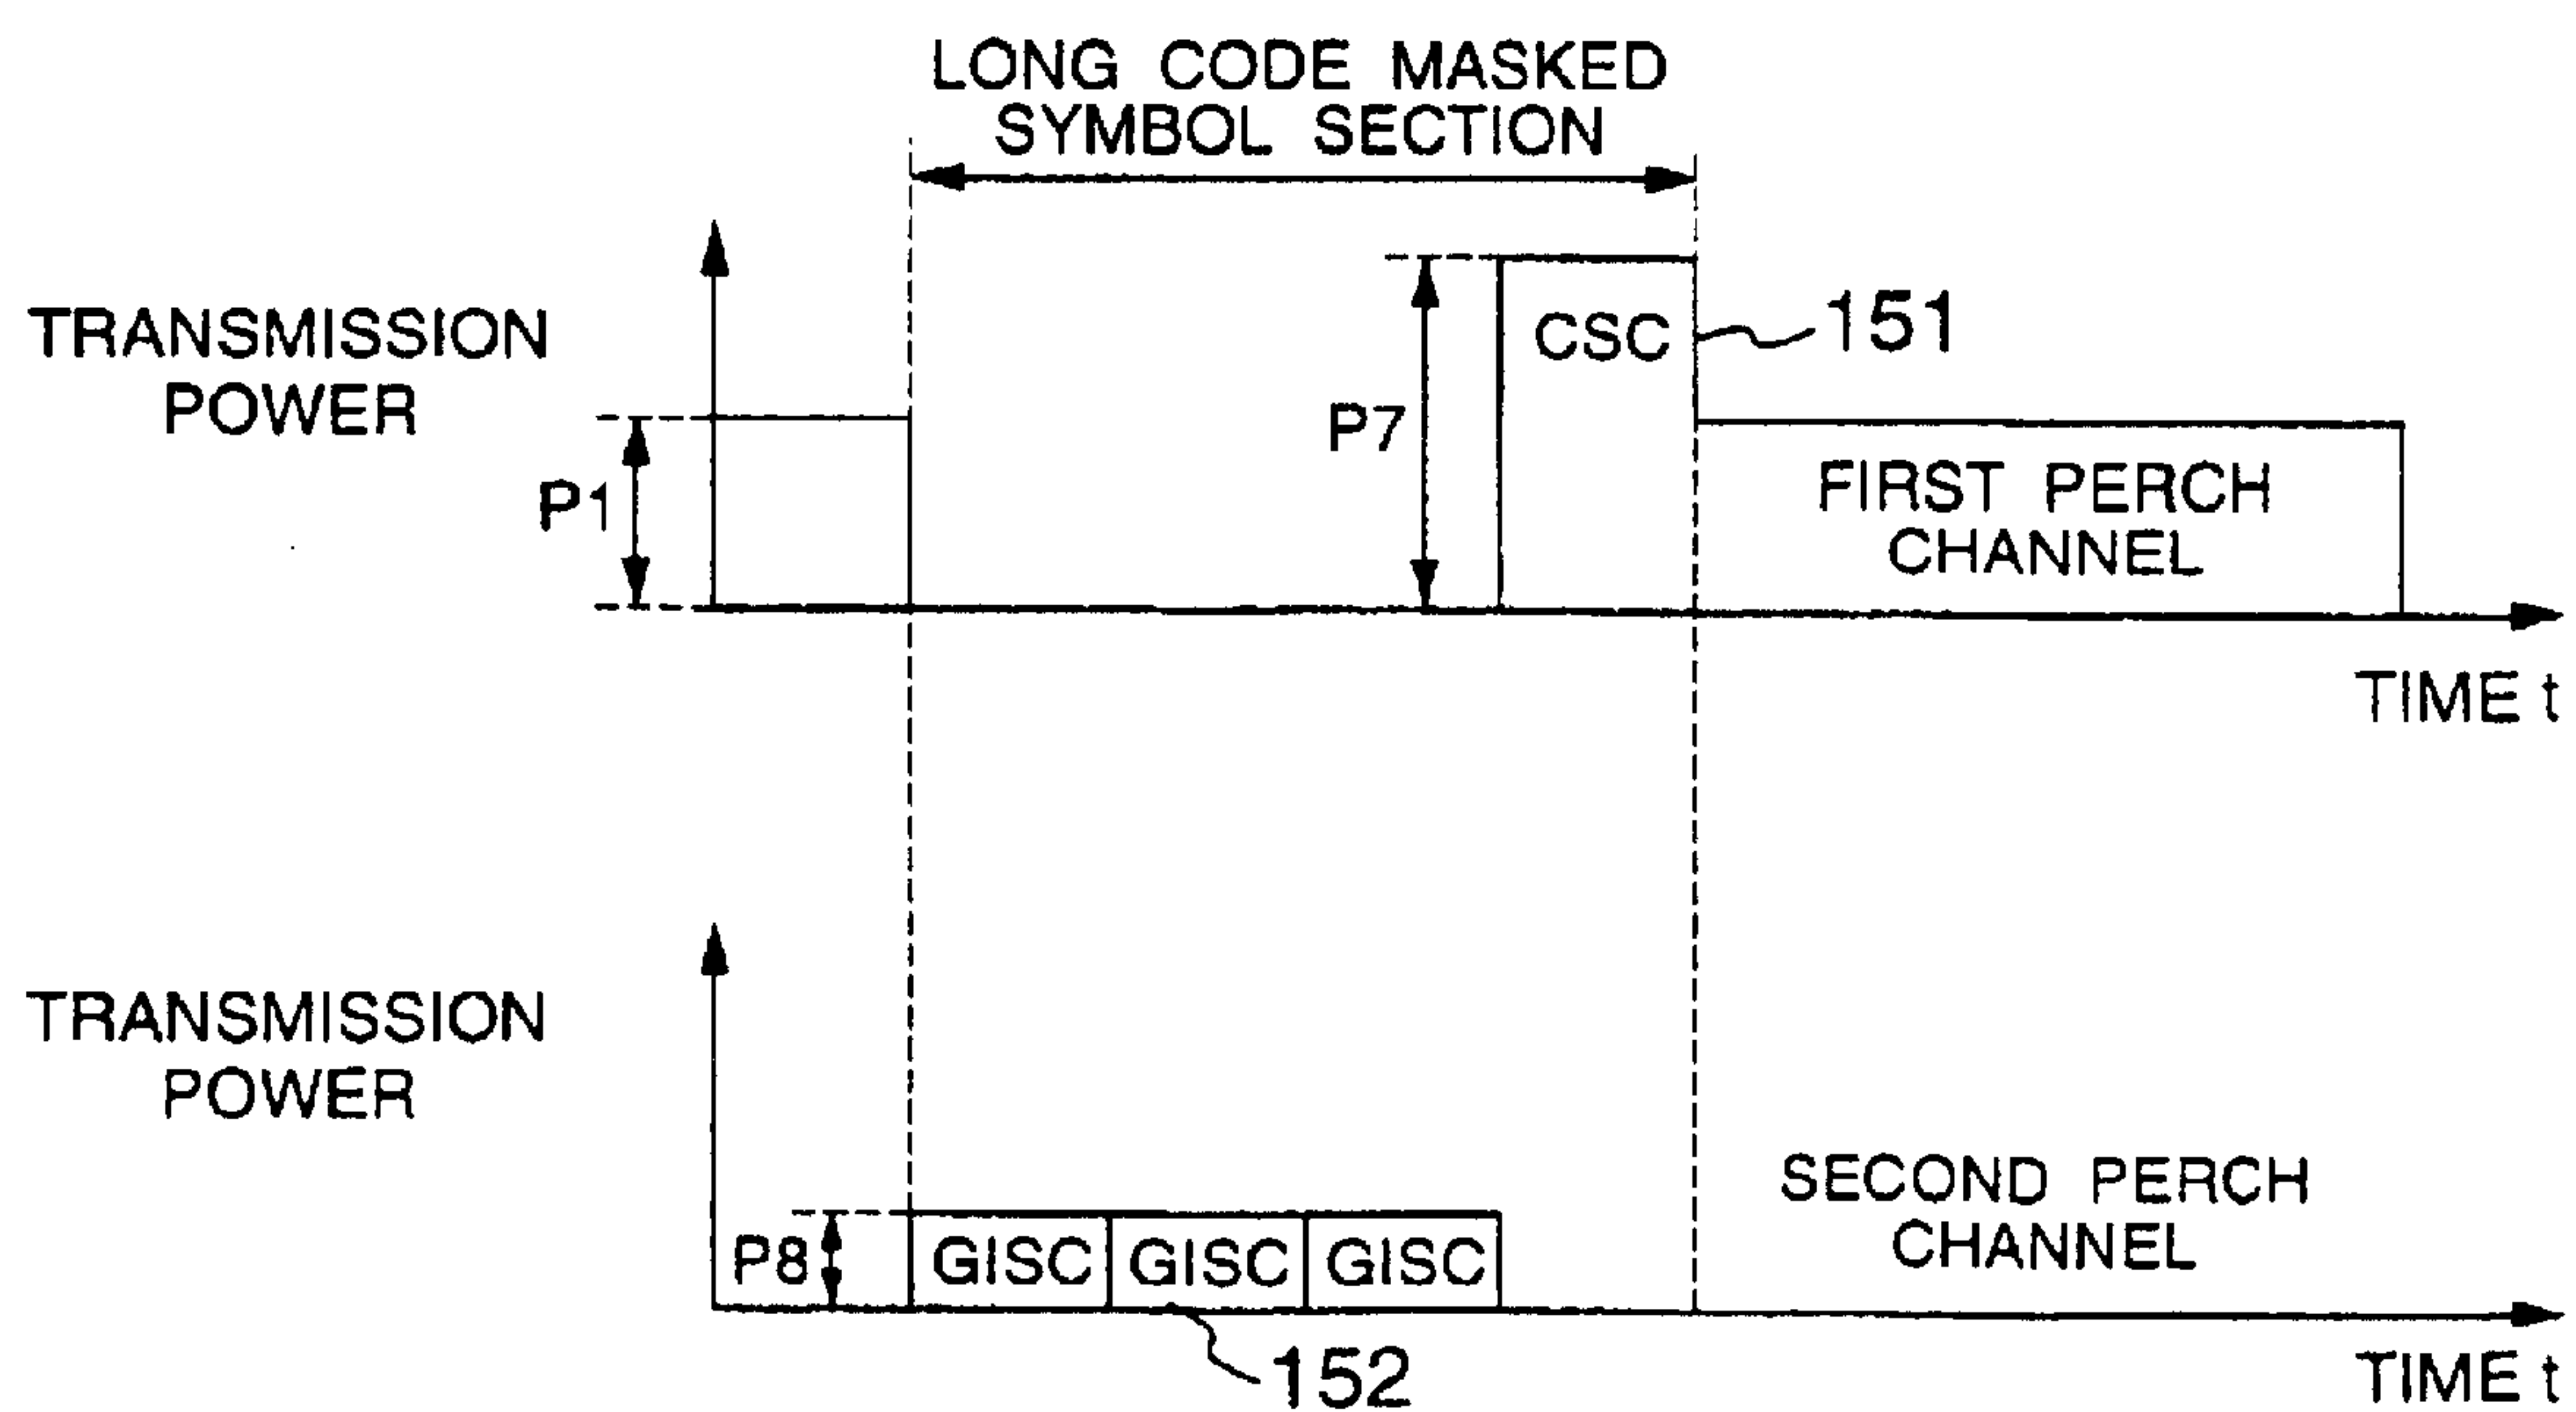 LONG CODE MASKED
SYMBOL SECTION
TRANSMISSION
POWER
P1
P7
CSC
151
FIRST PERCH
CHANNEL
TIME t
TRANSMISSION
POWER
P8
GISC GISC GISC
SECOND PERCH
CHANNEL
152
TIME t